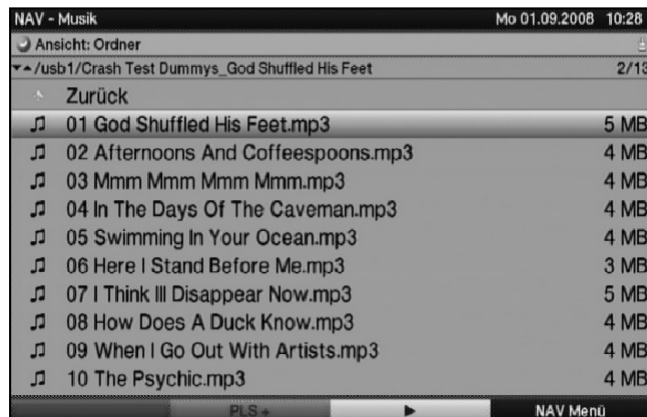 NAV - Musik Mo 01.09.2008 10:28
Ansicht: Ordner
/usb1/Crash Test Dummys_God Shuffled His Feet 2/13
Zurück
01 God Shuffled His Feet.mp3 5 MB
02 Afternoons And Coffeespoons.mp3 4 MB
03 Mmm Mmm Mmm Mmm.mp3 4 MB
04 In The Days Of The Caveman.mp3 4 MB
05 Swimming In Your Ocean.mp3 4 MB
06 Here I Stand Before Me.mp3 3 MB
07 I Think Ill Disappear Now.mp3 5 MB
08 How Does A Duck Know.mp3 4 MB
09 When I Go Out With Artists.mp3 4 MB
10 The Psychic.mp3 4 MB
PLS+ NAV Menü